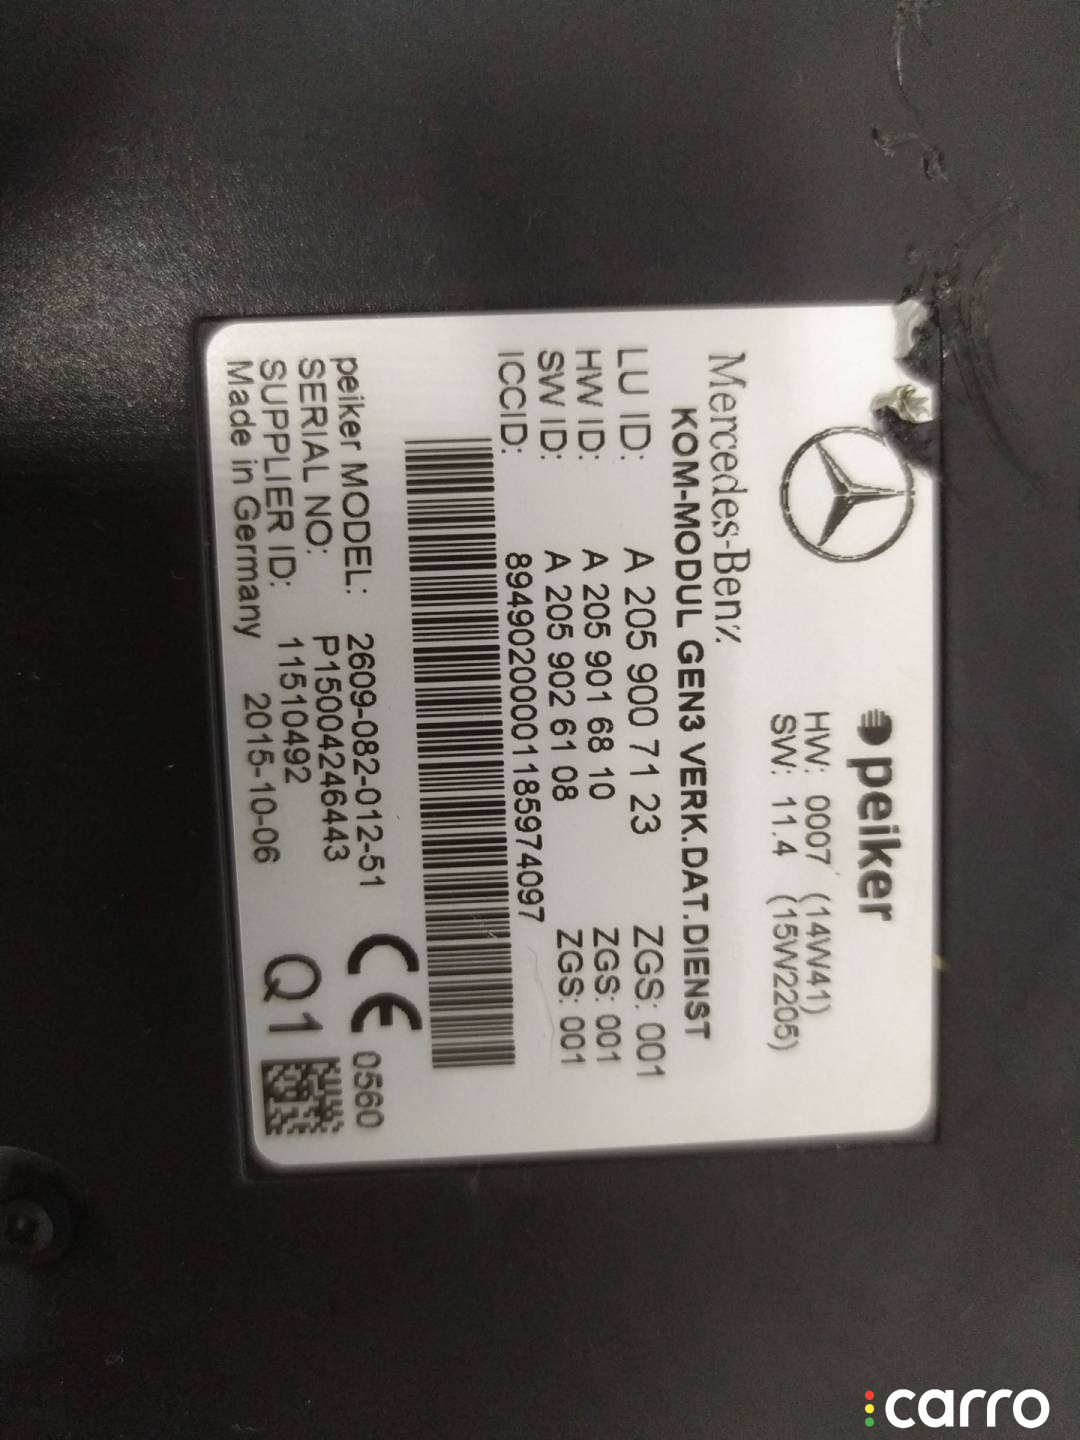 peiker
HW: 0007 (14W41)
SW: 11.4 (15W2205)
Mercedes-Benz
KOM-MODUL GEN3 VERK.DAT.DIENST
LU ID: A 205 900 71 23 ZGS: 001
HW ID: A 205 901 68 10 ZGS: 001
SW ID: A 205 902 61 08 ZGS: 001
ICCID: 89490200001185974097
peiker MODEL: 2609-082-012-51
SERIAL NO: P15004246443
SUPPLIER ID: 11510492
Made in Germany 2015-10-06
CE 0560
Q1
carro